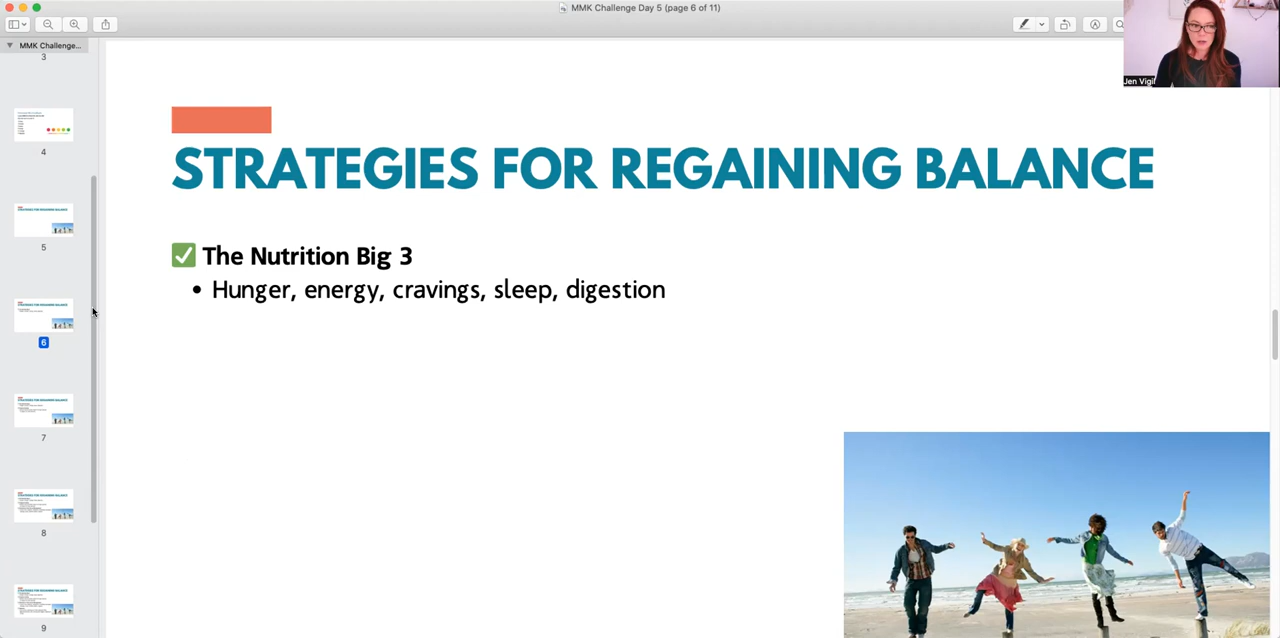 MMK Challenge Day 5 (page 6 of 11)
MMK Challenge...
3
4
5
6
7
8
9
STRATEGIES FOR REGAINING BALANCE
✅ The Nutrition Big 3
• Hunger, energy, cravings, sleep, digestion
Jen Vigil